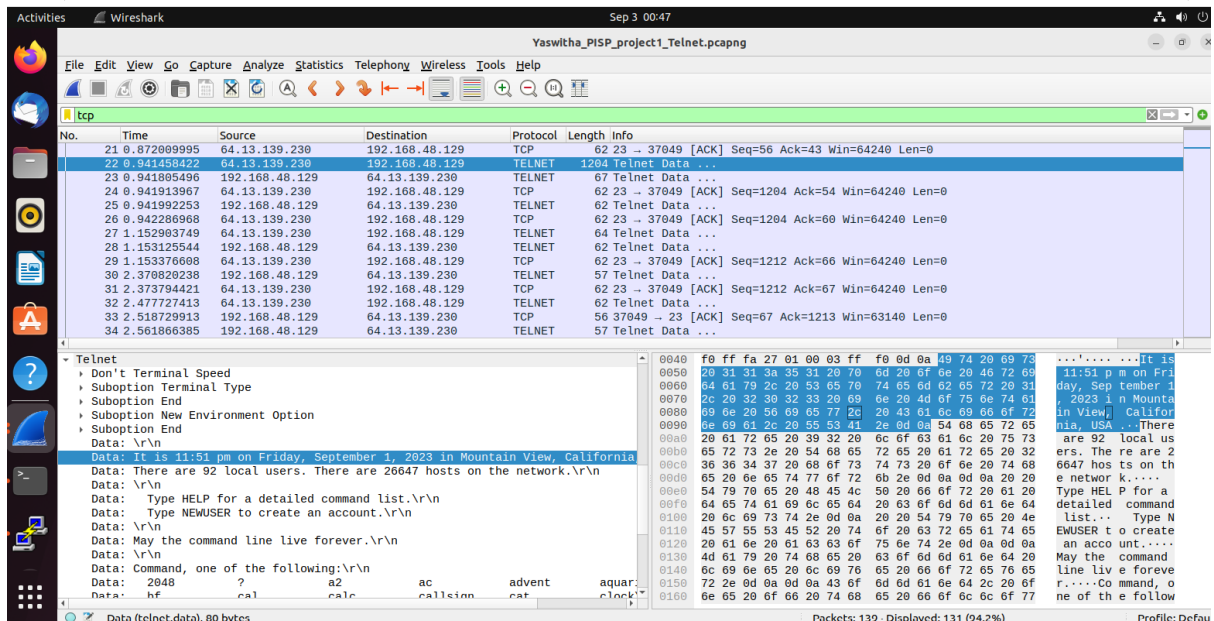 Activities Wireshark Sep 3 00:47
Yaswitha_PISP_project1_Telnet.pcapng
File Edit View Go Capture Analyze Statistics Telephony Wireless Tools Help
tcp
No. Time Source Destination Protocol Length Info
21 0.872009995 64.13.139.230 192.168.48.129 TCP 62 23 → 37049 [ACK] Seq=56 Ack=43 Win=64240 Len=0
22 0.941458422 64.13.139.230 192.168.48.129 TELNET 1204 Telnet Data ...
23 0.941805496 192.168.48.129 64.13.139.230 TELNET 67 Telnet Data ...
24 0.941913967 64.13.139.230 192.168.48.129 TCP 62 23 → 37049 [ACK] Seq=1204 Ack=54 Win=64240 Len=0
25 0.941992253 192.168.48.129 64.13.139.230 TELNET 62 Telnet Data ...
26 0.942286968 64.13.139.230 192.168.48.129 TCP 62 23 → 37049 [ACK] Seq=1204 Ack=60 Win=64240 Len=0
27 1.152903749 64.13.139.230 192.168.48.129 TELNET 64 Telnet Data ...
28 1.153125544 192.168.48.129 64.13.139.230 TELNET 62 Telnet Data ...
29 1.153376608 64.13.139.230 192.168.48.129 TCP 62 23 → 37049 [ACK] Seq=1212 Ack=66 Win=64240 Len=0
30 2.370820238 192.168.48.129 64.13.139.230 TELNET 57 Telnet Data ...
31 2.373794421 64.13.139.230 192.168.48.129 TCP 62 23 → 37049 [ACK] Seq=1212 Ack=67 Win=64240 Len=0
32 2.477727413 64.13.139.230 192.168.48.129 TELNET 62 Telnet Data ...
33 2.518729913 192.168.48.129 64.13.139.230 TCP 56 37049 → 23 [ACK] Seq=67 Ack=1213 Win=63140 Len=0
34 2.561866385 192.168.48.129 64.13.139.230 TELNET 57 Telnet Data ...
Telnet
Don't Terminal Speed
Suboption Terminal Type
Suboption End
Suboption New Environment Option
Suboption End
Data: \r\n
Data: It is 11:51 pm on Friday, September 1, 2023 in Mountain View, California
Data: There are 92 local users. There are 26647 hosts on the network.\r\n
Data: \r\n
Data: Type HELP for a detailed command list.\r\n
Data: Type NEWUSER to create an account.\r\n
Data: \r\n
Data: May the command line live forever.\r\n
Data: \r\n
Data: Command, one of the following:\r\n
Data: 2048 ? a2 ac advent aquar
Data: bf cal calc callsign cat clock
0040 f0 ff fa 27 01 00 03 ff f0 0d 0a 49 74 20 69 73 ···'···· ···It is
0050 20 31 31 3a 35 31 20 70 6d 20 6f 6e 20 46 72 69 11:51 p m on Fri
0060 64 61 79 2c 20 53 65 70 74 65 6d 62 65 72 20 31 day, Sep tember 1
0070 2c 20 32 30 32 33 20 69 6e 20 4d 6f 75 6e 74 61 , 2023 i n Mounta
0080 69 6e 20 56 69 65 77 2c 20 43 61 6c 69 66 6f 72 in View, Califor
0090 6e 69 61 2c 20 55 53 41 2e 0d 0a 54 68 65 72 65 nia, USA ...There
00a0 20 61 72 65 20 39 32 20 6c 6f 63 61 6c 20 75 73 are 92 local us
00b0 65 72 73 2e 20 54 68 65 72 65 20 61 72 65 20 32 ers. The re are 2
00c0 36 36 34 37 20 68 6f 73 74 73 20 6f 6e 20 74 68 6647 hos ts on th
00d0 65 20 6e 65 74 77 6f 72 6b 2e 0d 0a 0d 0a 20 20 e networ k.····
00e0 54 79 70 65 20 48 45 4c 50 20 66 6f 72 20 61 20 Type HEL P for a
00f0 64 65 74 61 69 6c 65 64 20 63 6f 6d 6d 61 6e 64 detailed command
0100 20 6c 69 73 74 2e 0d 0a 20 20 54 79 70 65 20 4e list.·· Type N
0110 45 57 55 53 45 52 20 74 6f 20 63 72 65 61 74 65 EWUSER t o create
0120 20 61 6e 20 61 63 63 6f 75 6e 74 2e 0d 0a 0d 0a an acco unt.····
0130 4d 61 79 20 74 68 65 20 63 6f 6d 6d 61 6e 64 20 May the command
0140 6c 69 6e 65 20 6c 69 76 65 20 66 6f 72 65 76 65 line liv e foreve
0150 72 2e 0d 0a 0d 0a 43 6f 6d 6d 61 6e 64 2c 20 6f r.····Co mmand, o
0160 6e 65 20 6f 66 20 74 68 65 20 66 6f 6c 6c 6f 77 ne of th e follow
Data (telnet.data), 80 bytes Packets: 139 · Displayed: 131 (94.2%) Profile: Defau